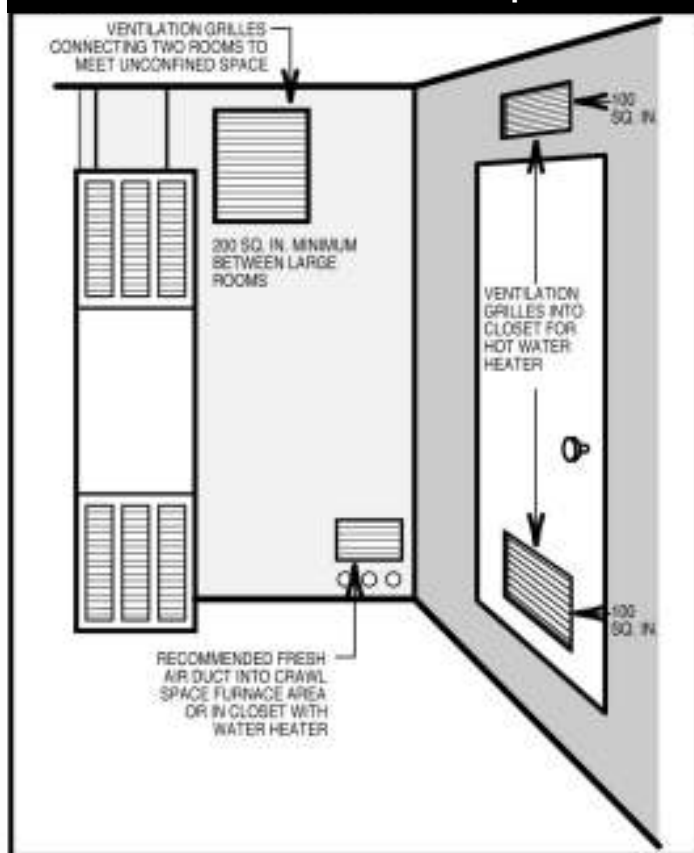 VENTILATION GRILLES
CONNECTING TWO ROOMS TO
MEET UNCONFINED SPACE
100
SQ. IN.
200 SQ. IN. MINIMUM
BETWEEN LARGE
ROOMS
VENTILATION
GRILLES INTO
CLOSET FOR
HOT WATER
HEATER
100
SQ. IN.
RECOMMENDED FRESH
AIR DUCT INTO CRAWL
SPACE FURNACE AREA
OR IN CLOSET WITH
WATER HEATER